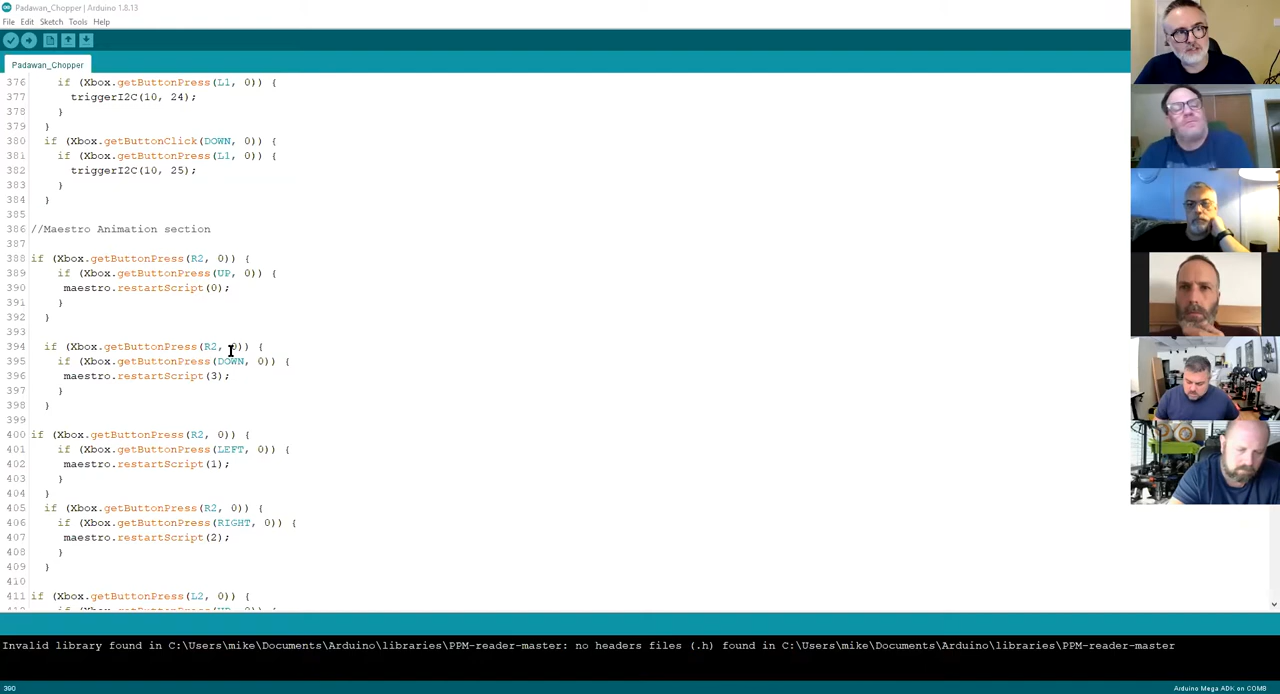 Padawan_Chopper | Arduino 1.8.13
File Edit Sketch Tools Help
Padawan_Chopper
376 if (Xbox.getButtonPress(L1, 0)) {
377 triggerI2C(10, 24);
378 }
379 }
380 if (Xbox.getButtonClick(DOWN, 0)) {
381 if (Xbox.getButtonPress(L1, 0)) {
382 triggerI2C(10, 25);
383 }
384 }
385
386 //Maestro Animation section
387
388 if (Xbox.getButtonPress(R2, 0)) {
389 if (Xbox.getButtonPress(UP, 0)) {
390 maestro.restartScript(0);
391 }
392 }
393
394 if (Xbox.getButtonPress(R2, 0)) {
395 if (Xbox.getButtonPress(DOWN, 0)) {
396 maestro.restartScript(3);
397 }
398 }
399
400 if (Xbox.getButtonPress(R2, 0)) {
401 if (Xbox.getButtonPress(LEFT, 0)) {
402 maestro.restartScript(1);
403 }
404 }
405 if (Xbox.getButtonPress(R2, 0)) {
406 if (Xbox.getButtonPress(RIGHT, 0)) {
407 maestro.restartScript(2);
408 }
409 }
410
411 if (Xbox.getButtonPress(L2, 0)) {
Invalid library found in C:\Users\mike\Documents\Arduino\libraries\PPM-reader-master: no headers files (.h) found in C:\Users\mike\Documents\Arduino\libraries\PPM-reader-master
390
Arduino Mega ADK on COM8